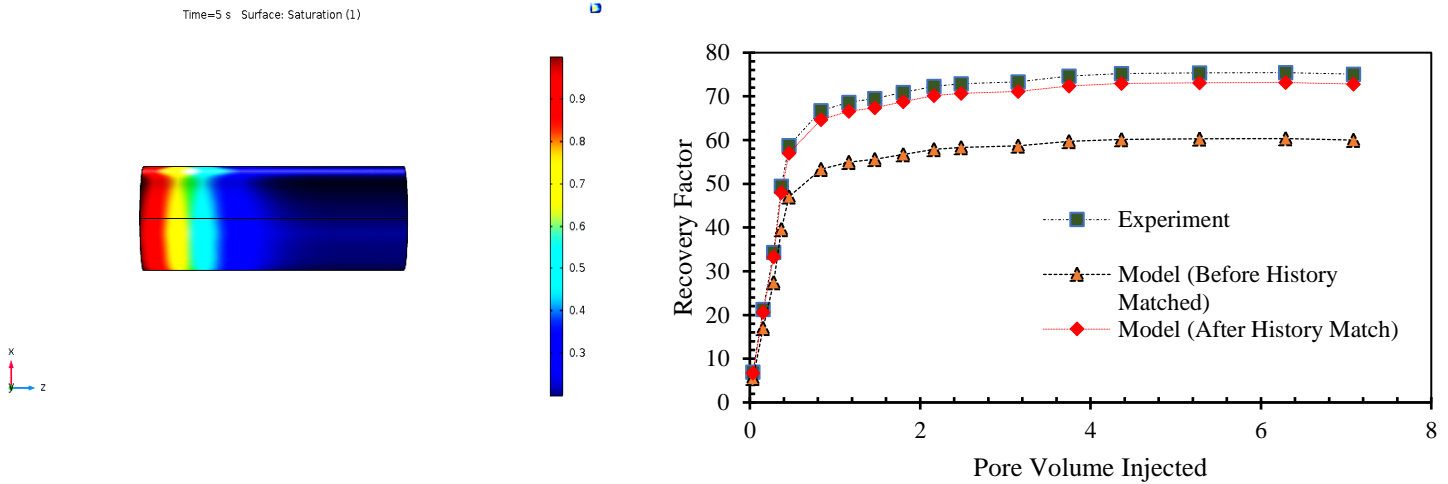 Time=5 s Surface: Saturation (1)
0.9
0.8
0.7
0.6
0.5
0.4
0.3
x
y
z
80
70
60
50
40
30
20
10
0
Recovery Factor
Experiment
Model (Before History
Matched)
Model (After History Match)
0 2 4 6 8
Pore Volume Injected